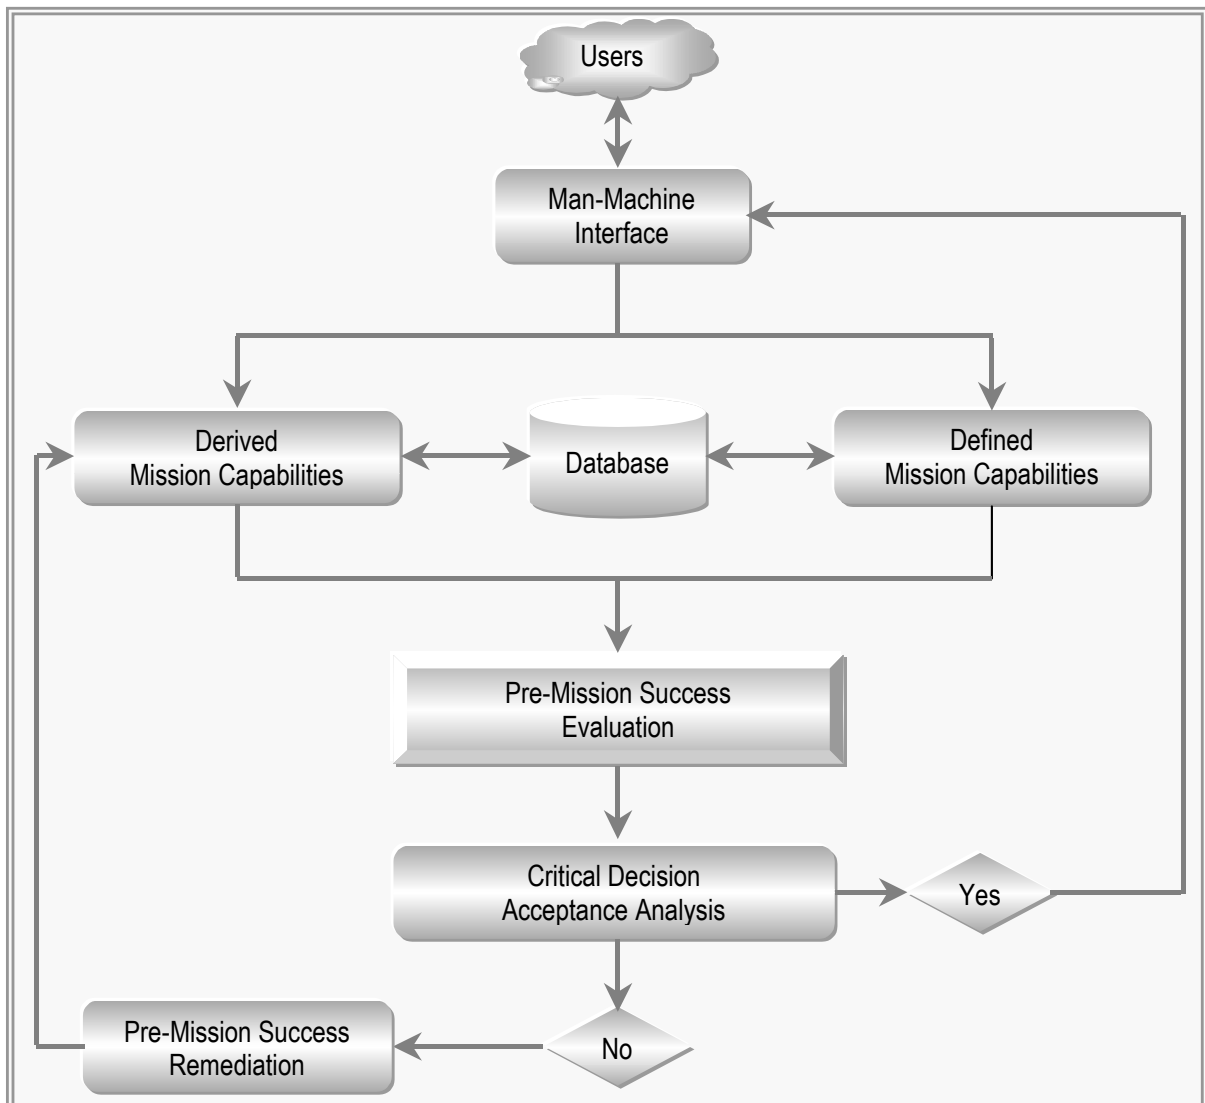 Users
Man-Machine
Interface
Derived
Mission Capabilities
Database
Defined
Mission Capabilities
Pre-Mission Success
Evaluation
Critical Decision
Acceptance Analysis
Yes
Pre-Mission Success
Remediation
No